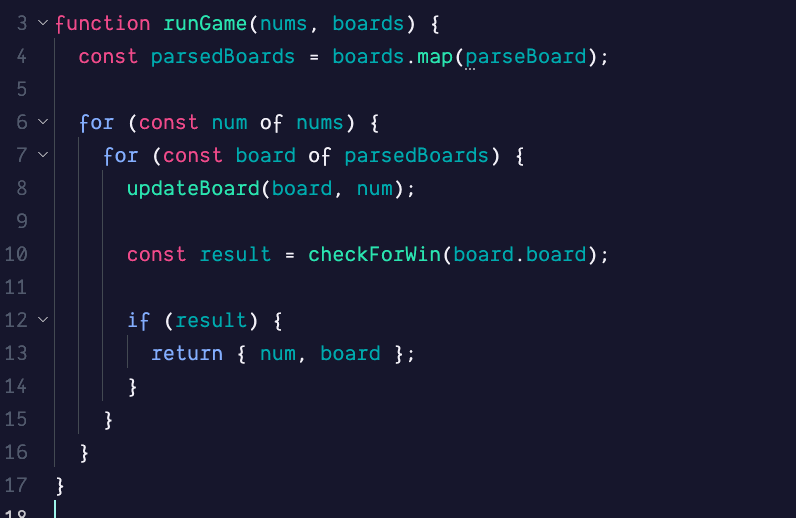 3 function runGame(nums, boards) {
4 const parsedBoards = boards.map(parseBoard);
5
6 for (const num of nums) {
7 for (const board of parsedBoards) {
8 updateBoard(board, num);
9
10 const result = checkForWin(board.board);
11
12 if (result) {
13 return { num, board };
14 }
15 }
16 }
17 }
18